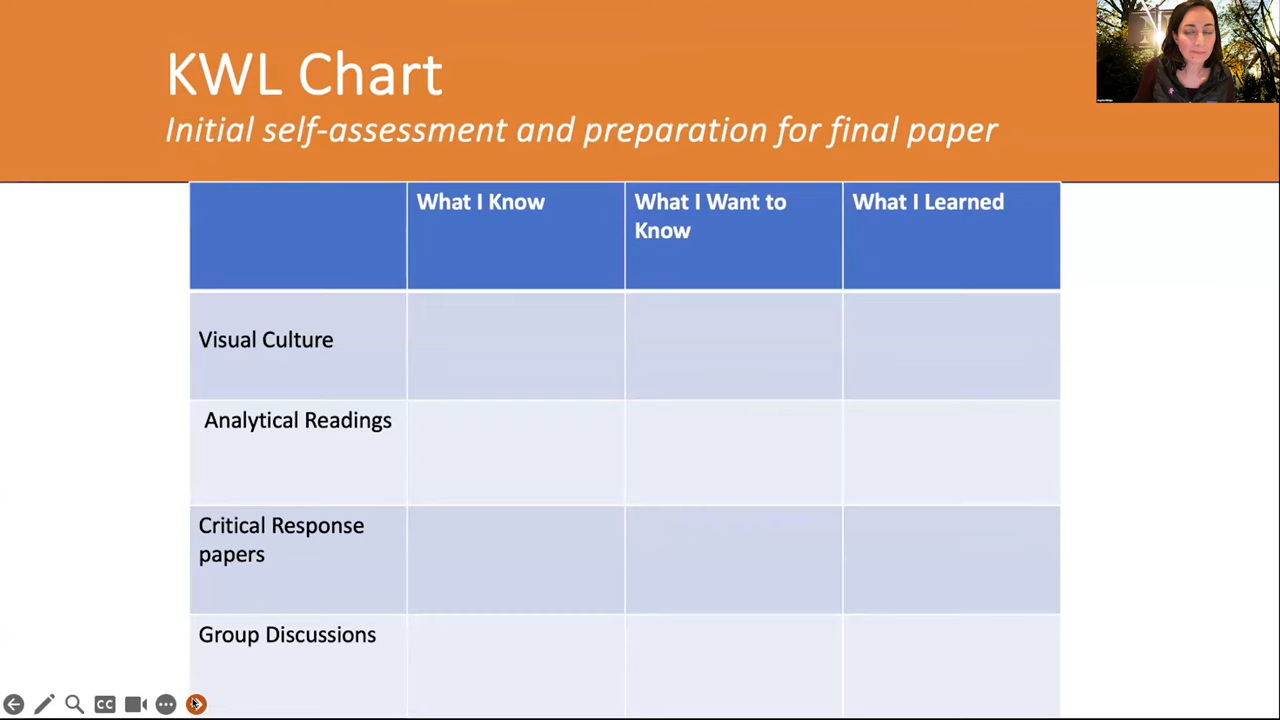 KWL Chart
Initial self-assessment and preparation for final paper
What I Know
What I Want to
Know
What I Learned
Visual Culture
Analytical Readings
Critical Response
papers
Group Discussions
CC